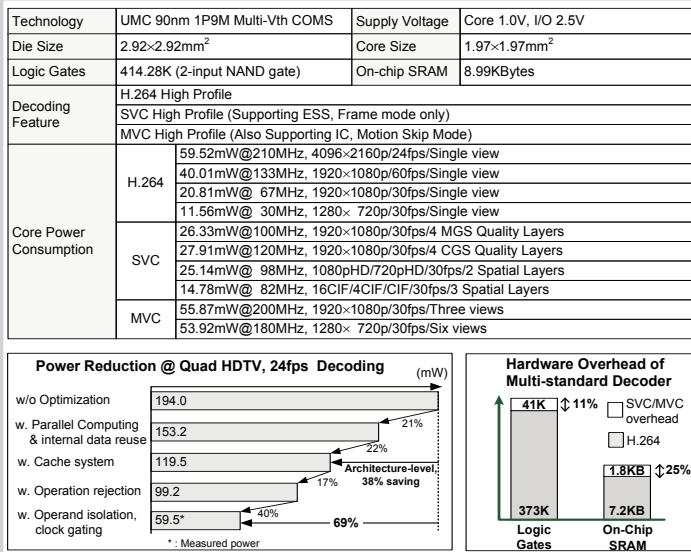 Technology UMC 90nm 1P9M Multi-Vth COMS Supply Voltage Core 1.0V, I/O 2.5V
Die Size 2.92×2.92mm² Core Size 1.97×1.97mm²
Logic Gates 414.28K (2-input NAND gate) On-chip SRAM 8.99KBytes
Decoding Feature
H.264 High Profile
SVC High Profile (Supporting ESS, Frame mode only)
MVC High Profile (Also Supporting IC, Motion Skip Mode)
Core Power Consumption
H.264
59.52mW@210MHz, 4096×2160p/24fps/Single view
40.01mW@133MHz, 1920×1080p/60fps/Single view
20.81mW@ 67MHz, 1920×1080p/30fps/Single view
11.56mW@ 30MHz, 1280× 720p/30fps/Single view
SVC
26.33mW@100MHz, 1920×1080p/30fps/4 MGS Quality Layers
27.91mW@120MHz, 1920×1080p/30fps/4 CGS Quality Layers
25.14mW@ 98MHz, 1080pHD/720pHD/30fps/2 Spatial Layers
14.78mW@ 82MHz, 16CIF/4CIF/CIF/30fps/3 Spatial Layers
MVC
55.87mW@200MHz, 1920×1080p/30fps/Three views
53.92mW@180MHz, 1280× 720p/30fps/Six views
Power Reduction @ Quad HDTV, 24fps Decoding
(mW)
w/o Optimization 194.0
21%
w. Parallel Computing
& internal data reuse 153.2
22%
w. Cache system 119.5
Architecture-level,
38% saving
17%
w. Operation rejection 99.2
40%
w. Operand isolation,
clock gating 59.5*
69%
* : Measured power
Hardware Overhead of
Multi-standard Decoder
41K 11%
SVC/MVC
overhead
H.264
1.8KB 25%
373K 7.2KB
Logic
Gates
On-Chip
SRAM